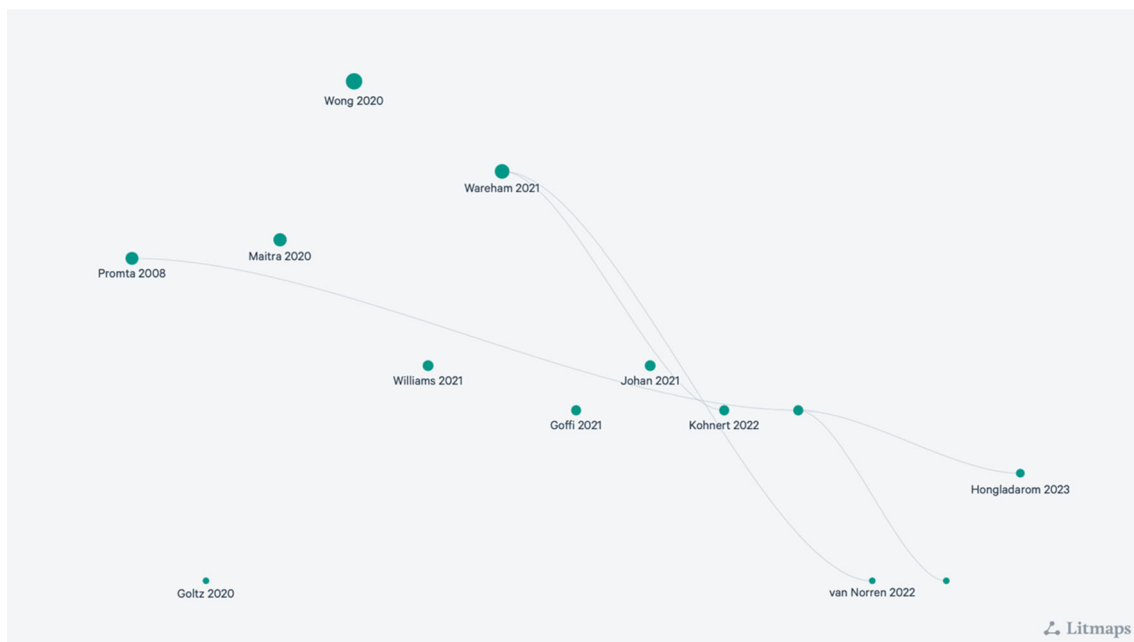 Wong 2020
Wareham 2021
Maitra 2020
Promta 2008
Williams 2021
Johan 2021
Goffi 2021
Kohnert 2022
Hongladarom 2023
Goltz 2020
van Norren 2022
Litmaps